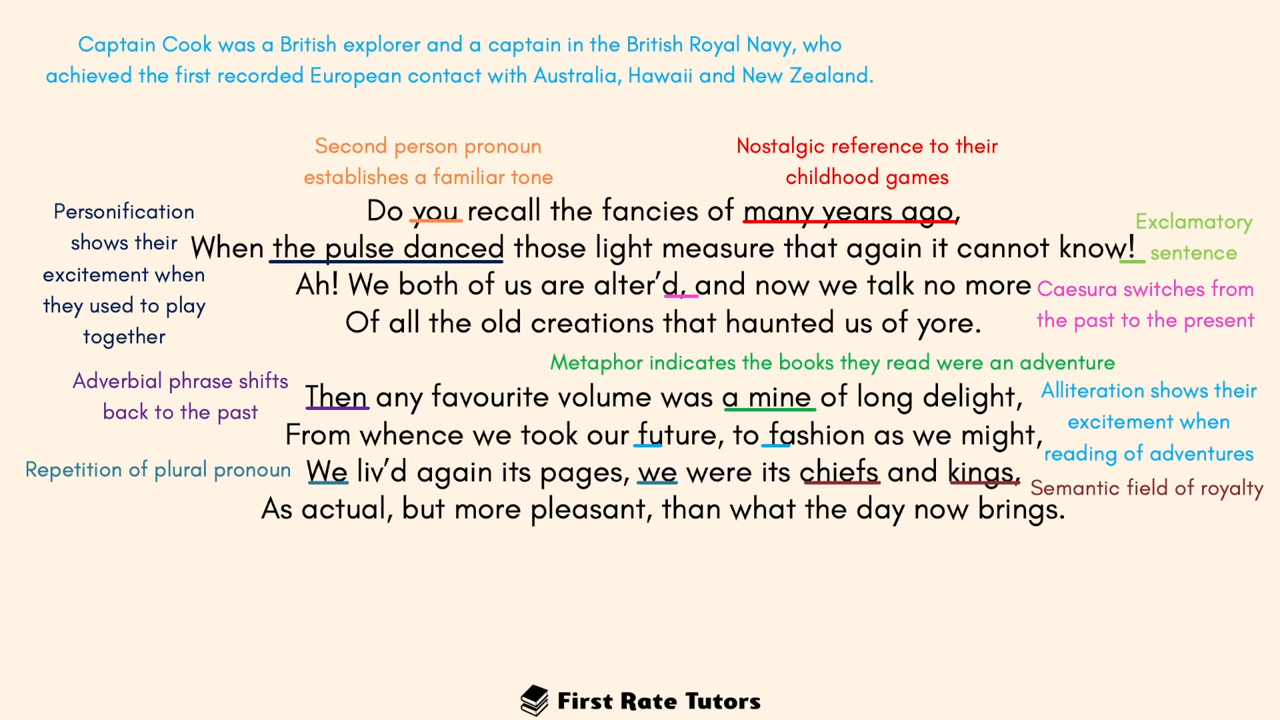 Captain Cook was a British explorer and a captain in the British Royal Navy, who
achieved the first recorded European contact with Australia, Hawaii and New Zealand.
Second person pronoun
establishes a familiar tone
Nostalgic reference to their
childhood games
Personification
shows their
excitement when
they used to play
together
Do you recall the fancies of many years ago,
When the pulse danced those light measure that again it cannot know!
Ah! We both of us are alter'd, and now we talk no more
Of all the old creations that haunted us of yore.
Exclamatory
sentence
Caesura switches from
the past to the present
Metaphor indicates the books they read were an adventure
Adverbial phrase shifts
back to the past
Then any favourite volume was a mine of long delight,
From whence we took our future, to fashion as we might,
We liv'd again its pages, we were its chiefs and kings,
As actual, but more pleasant, than what the day now brings.
Alliteration shows their
excitement when
reading of adventures
Repetition of plural pronoun
Semantic field of royalty
First Rate Tutors